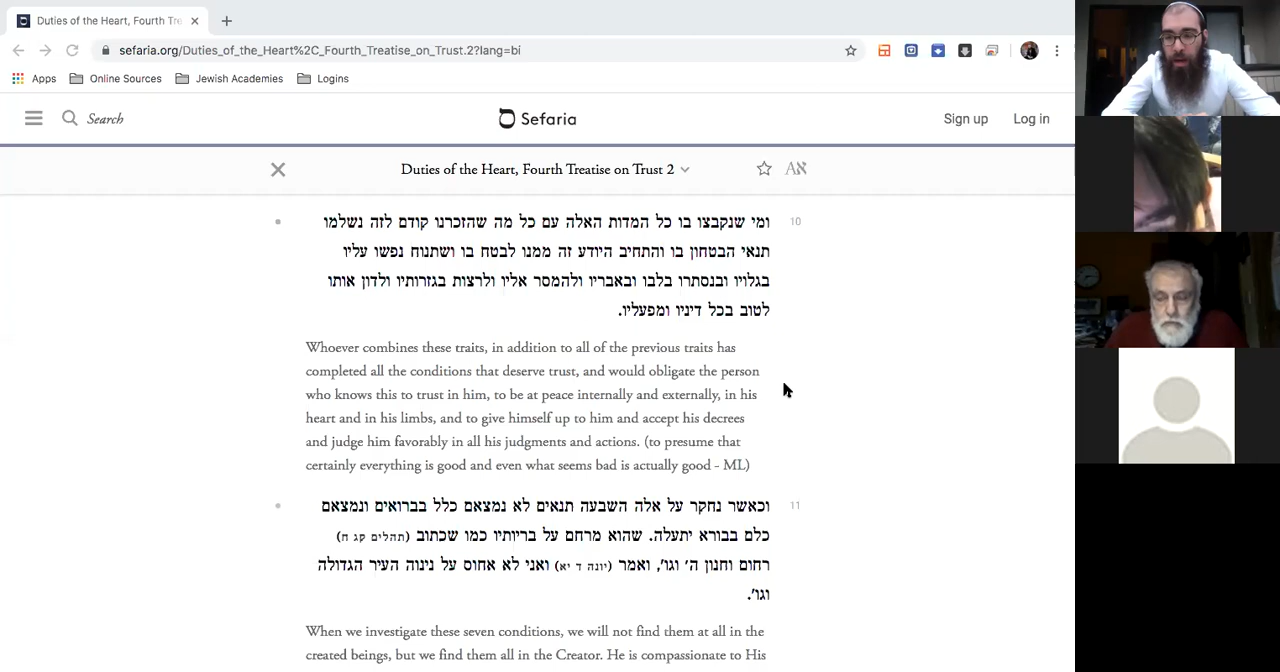 Duties of the Heart, Fourth Tre
sefaria.org/Duties_of_the_Heart%2C_Fourth_Treatise_on_Trust.2?lang=bi
Apps Online Sources Jewish Academies Logins
Search Sefaria Sign up Log in
Duties of the Heart, Fourth Treatise on Trust 2 אA
10
ומי שנקבצו בו כל המדות האלה עם כל מה שהזכרנו קודם לזה נשלמו
תנאי הבטחון בו והתחיב היודע זה ממנו לבטח בו ושתנוח נפשו עליו
בגלויו ובנסתרו בלבו ובאבריו ולהמסר אליו ולרצות בגזרותיו ולדון אותו
לטוב בכל דיניו ומפעליו.
Whoever combines these traits, in addition to all of the previous traits has
completed all the conditions that deserve trust, and would obligate the person
who knows this to trust in him, to be at peace internally and externally, in his
heart and in his limbs, and to give himself up to him and accept his decrees
and judge him favorably in all his judgments and actions. (to presume that
certainly everything is good and even what seems bad is actually good - ML)
11
וכאשר נחקר על אלה השבעה תנאים לא נמצאם כלל בברואים ונמצאם
כלם בבורא יתעלה. שהוא מרחם על בריותיו כמו שכתוב (תהלים קג ח)
רחום וחנון ה׳ וגו׳, ואמר (יונה ד יא) ואני לא אחוס על נינוה העיר הגדולה
וגו׳.
When we investigate these seven conditions, we will not find them at all in the
created beings, but we find them all in the Creator. He is compassionate to His